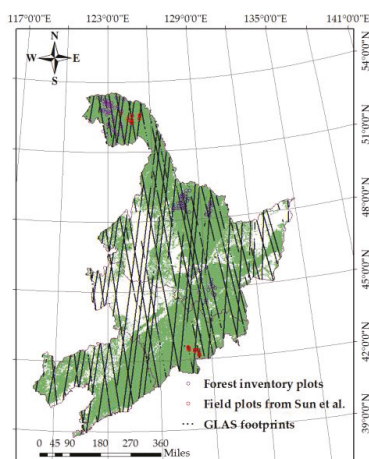 117°0'0"E 123°0'0"E 129°0'0"E 135°0'0"E 141°0'0"E
N
W E
S
54°0'0"N
51°0'0"N
48°0'0"N
45°0'0"N
42°0'0"N
39°0'0"N
Forest inventory plots
Field plots from Sun et al.
GLAS footprints
0 45 90 180 270 360
Miles